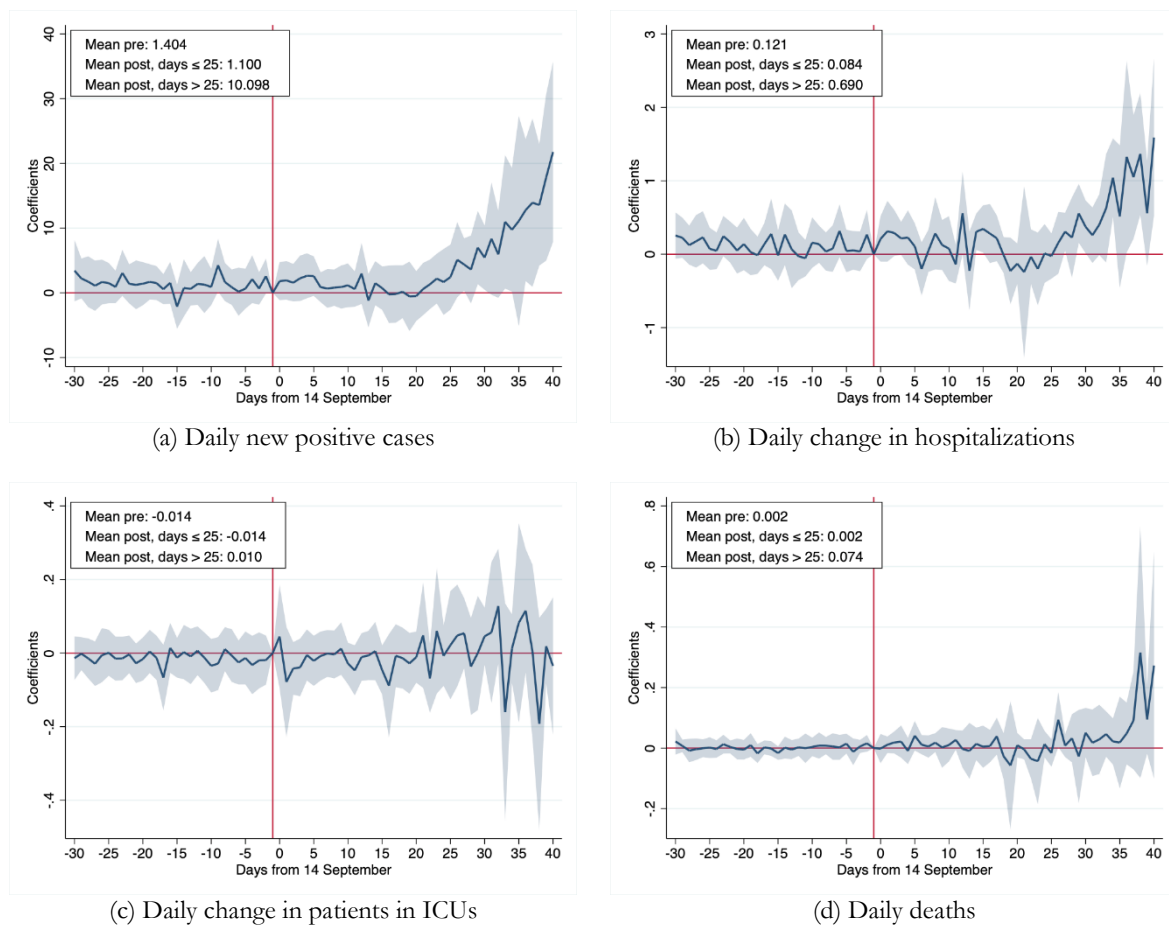 Mean pre: 1.404
Mean post, days ≤ 25: 1.100
Mean post, days > 25: 10.098
Coefficients
40
30
20
10
0
-10
-30 -25 -20 -15 -10 -5 0 5 10 15 20 25 30 35 40
Days from 14 September
(a) Daily new positive cases
Mean pre: 0.121
Mean post, days ≤ 25: 0.084
Mean post, days > 25: 0.690
Coefficients
3
2
1
0
-1
-30 -25 -20 -15 -10 -5 0 5 10 15 20 25 30 35 40
Days from 14 September
(b) Daily change in hospitalizations
Mean pre: -0.014
Mean post, days ≤ 25: -0.014
Mean post, days > 25: 0.010
Coefficients
.4
.2
0
-.2
-.4
-30 -25 -20 -15 -10 -5 0 5 10 15 20 25 30 35 40
Days from 14 September
(c) Daily change in patients in ICUs
Mean pre: 0.002
Mean post, days ≤ 25: 0.002
Mean post, days > 25: 0.074
Coefficients
.8
.6
.4
.2
0
-.2
-30 -25 -20 -15 -10 -5 0 5 10 15 20 25 30 35 40
Days from 14 September
(d) Daily deaths